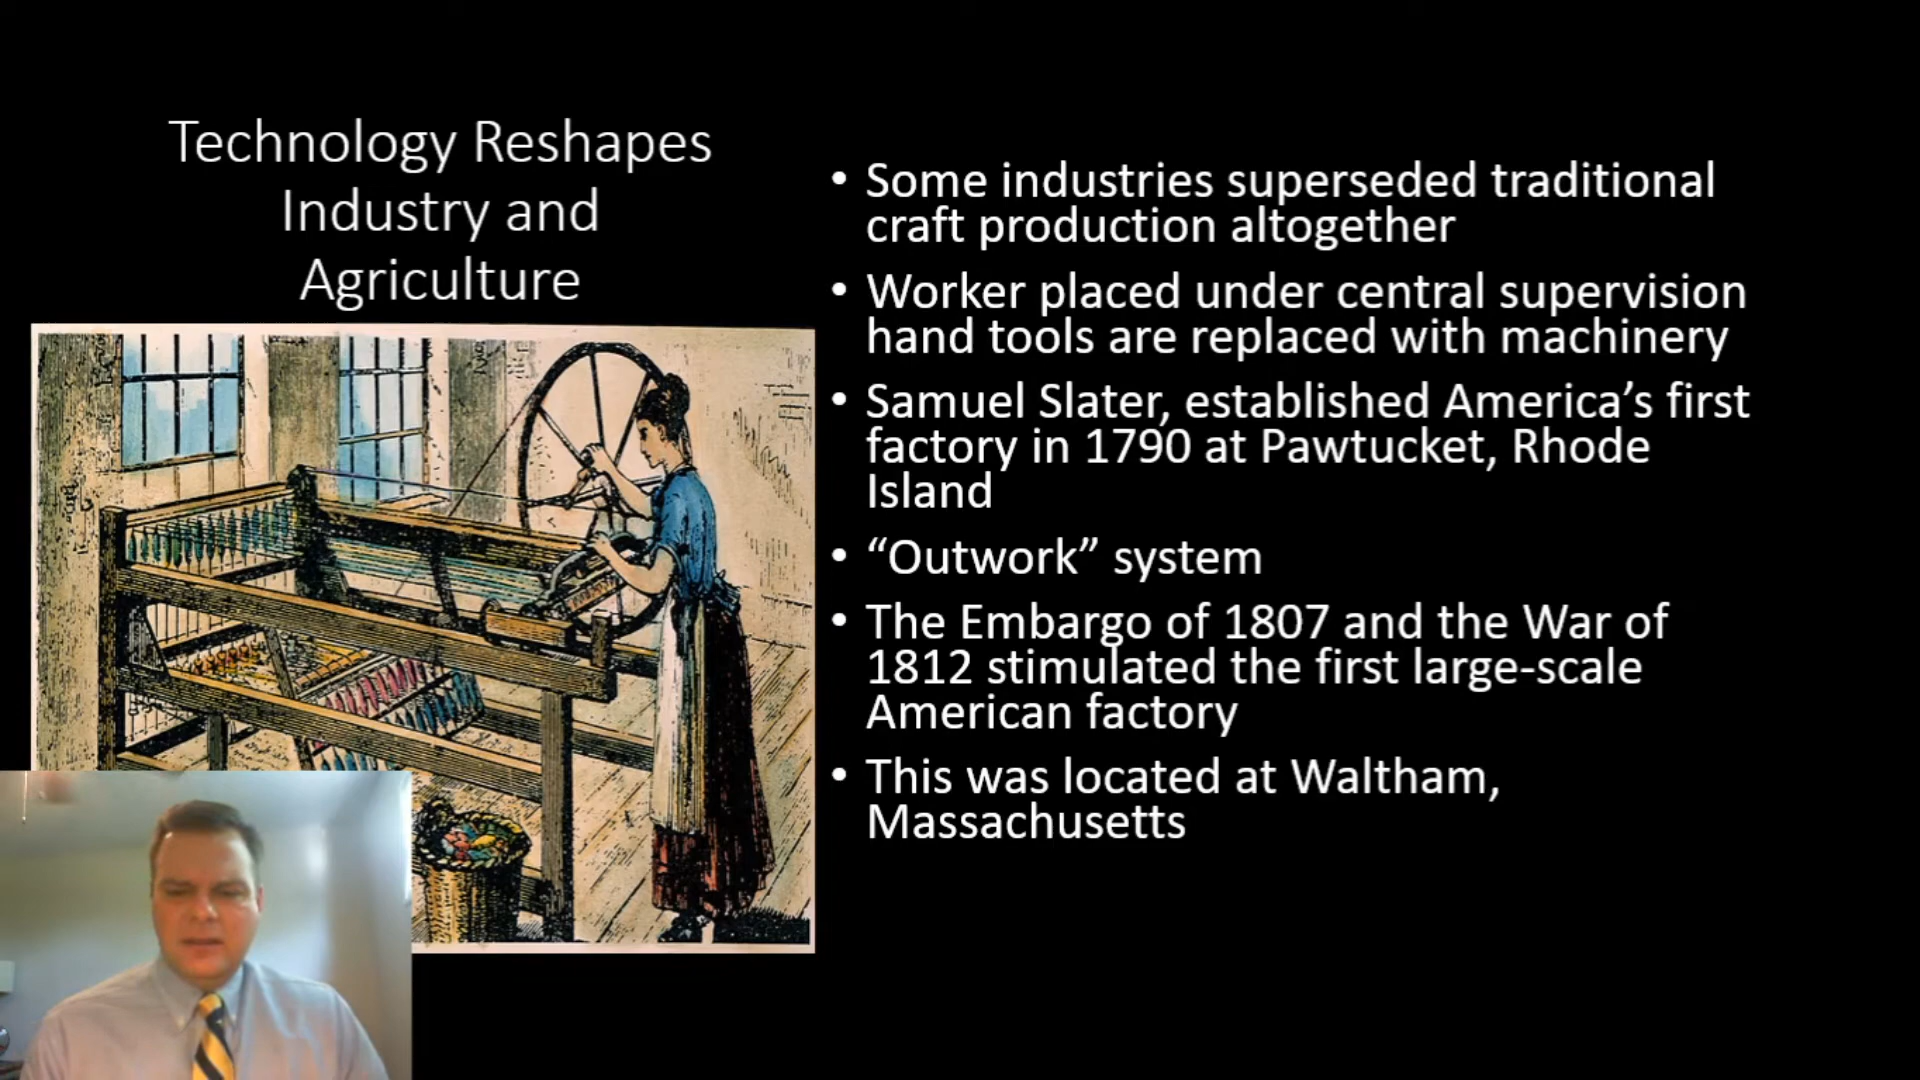 Technology Reshapes
Industry and
Agriculture
• Some industries superseded traditional
craft production altogether
• Worker placed under central supervision
hand tools are replaced with machinery
• Samuel Slater, established America’s first
factory in 1790 at Pawtucket, Rhode
Island
• “Outwork” system
• The Embargo of 1807 and the War of
1812 stimulated the first large-scale
American factory
• This was located at Waltham,
Massachusetts